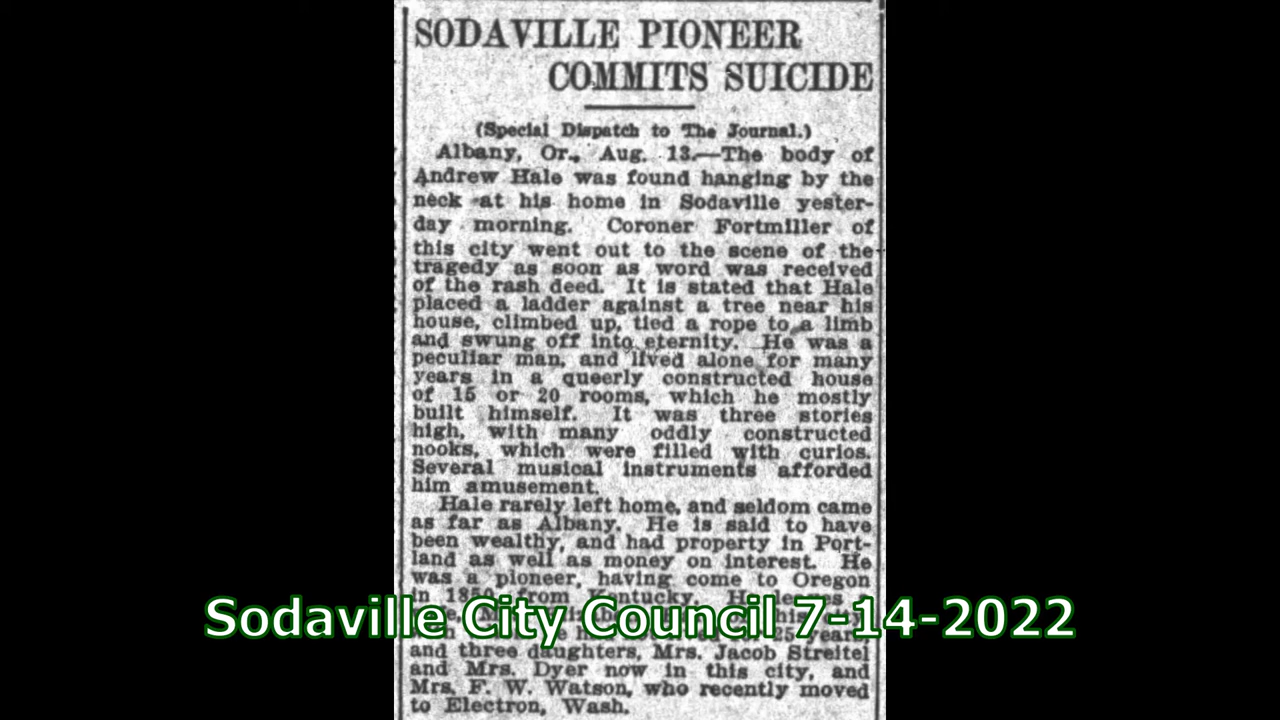 SODAVILLE PIONEER
COMMITS SUICIDE
(Special Dispatch to The Journal.)
Albany, Or., Aug. 13.—The body of
Andrew Hale was found hanging by the
neck at his home in Sodaville yester-
day morning. Coroner Fortmiller of
this city went out to the scene of the
tragedy as soon as word was received
of the rash deed. It is stated that Hale
placed a ladder against a tree near his
house, climbed up, tied a rope to a limb
and swung off into eternity. He was a
peculiar man, and lived alone for many
years in a queerly constructed house
of 15 or 20 rooms, which he mostly
built himself. It was three stories
high, with many oddly constructed
nooks, which were filled with curios.
Several musical instruments afforded
him amusement.
Hale rarely left home, and seldom came
as far as Albany. He is said to have
been wealthy, and had property in Port-
land as well as money on interest. He
was a pioneer, having come to Oregon
in from Kentucky.
Sodaville City Council 7-14-2022
25 years,
and three daughters, Mrs. Jacob Streitel
and Mrs. Dyer now in this city, and
Mrs. F. W. Watson, who recently moved
to Electron, Wash.